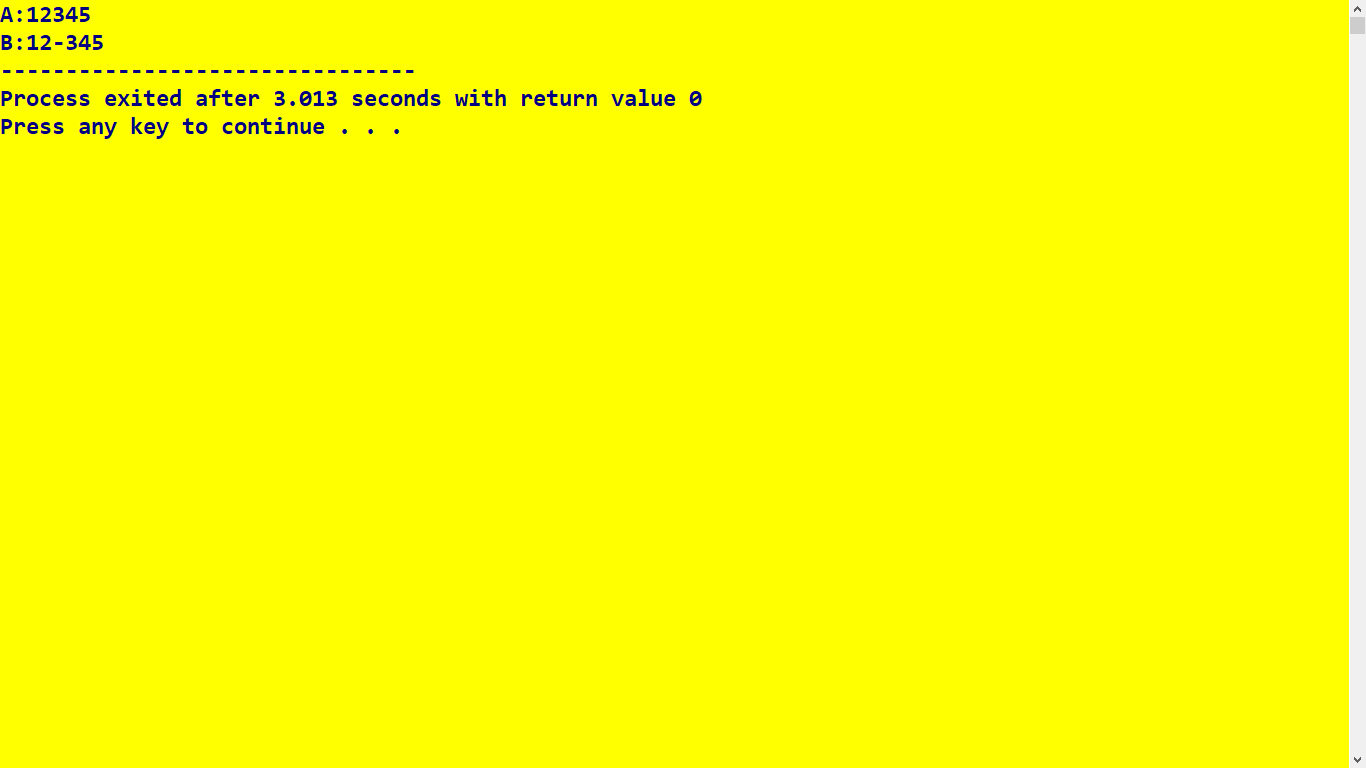 A:12345
B:12-345
--------------------------------
Process exited after 3.013 seconds with return value 0
Press any key to continue . . .